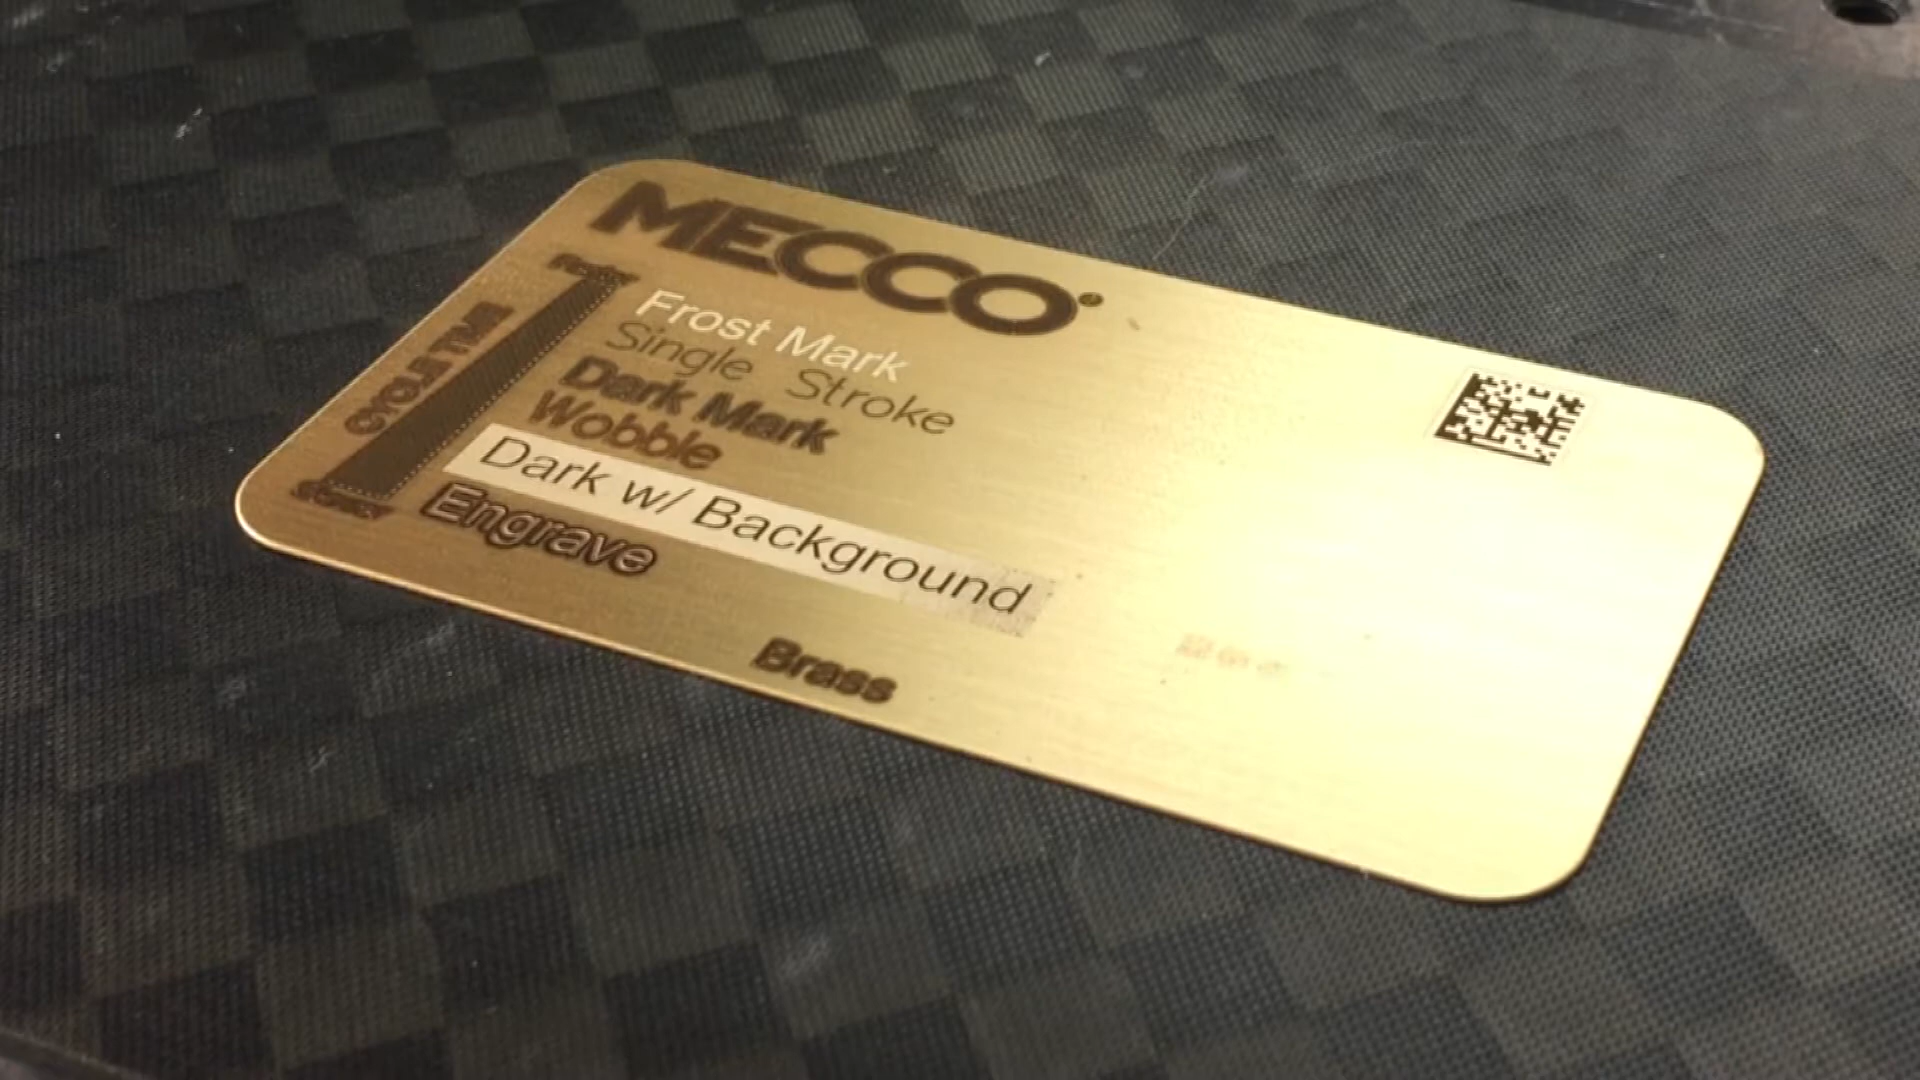 MECCO
Frost Mark
Single Stroke
Dark Mark
Wobble
Dark w/ Background
Engrave
CYCLE TIME
Brass